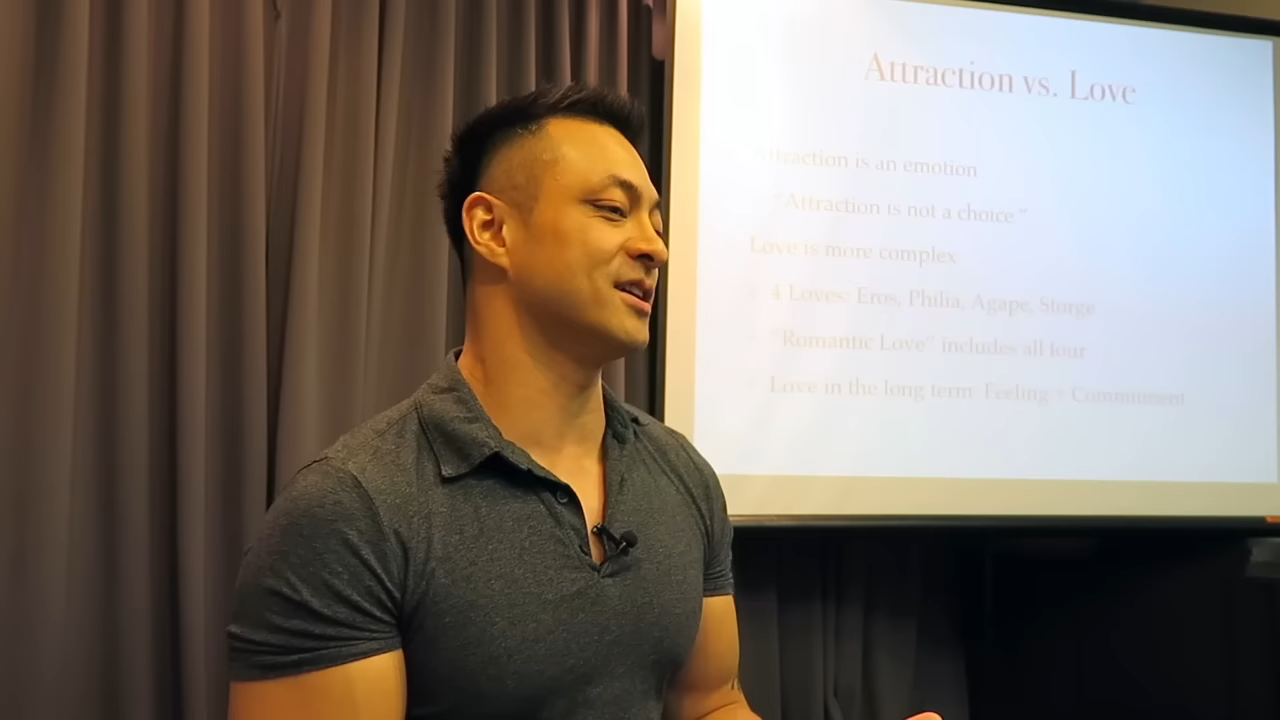 Attraction vs. Love
Attraction is an emotion
"Attraction is not a choice"
Love is more complex
4 Loves: Eros, Philia, Agape, Storge
"Romantic Love" includes all four
Love in the long term: Feeling + Commitment